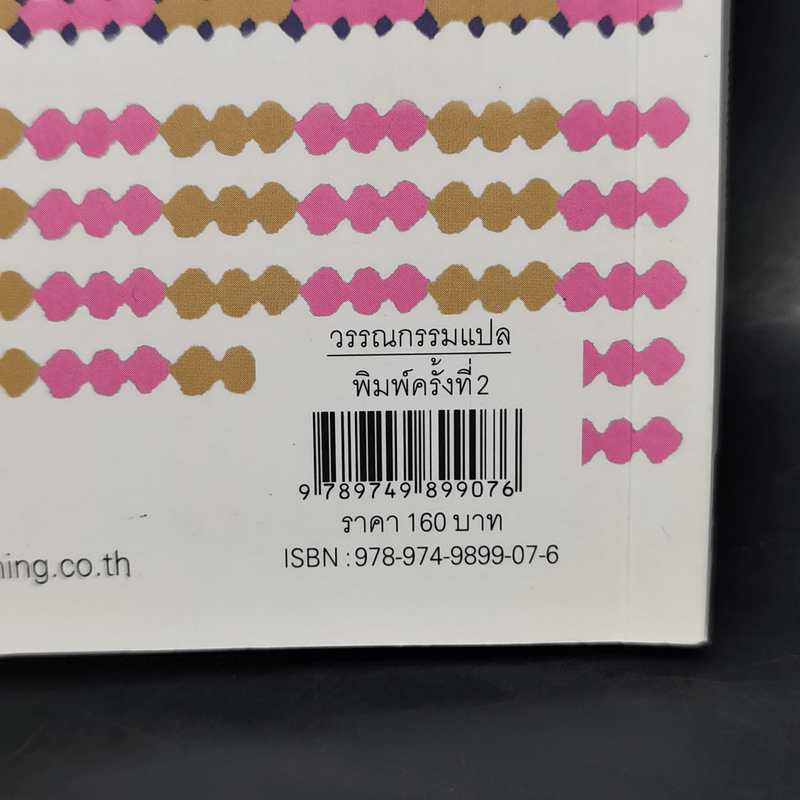 วรรณกรรมแปล
พิมพ์ครั้งที่ 2
9 789749 899076
ราคา 160 บาท
ISBN : 978-974-9899-07-6
ning.co.th